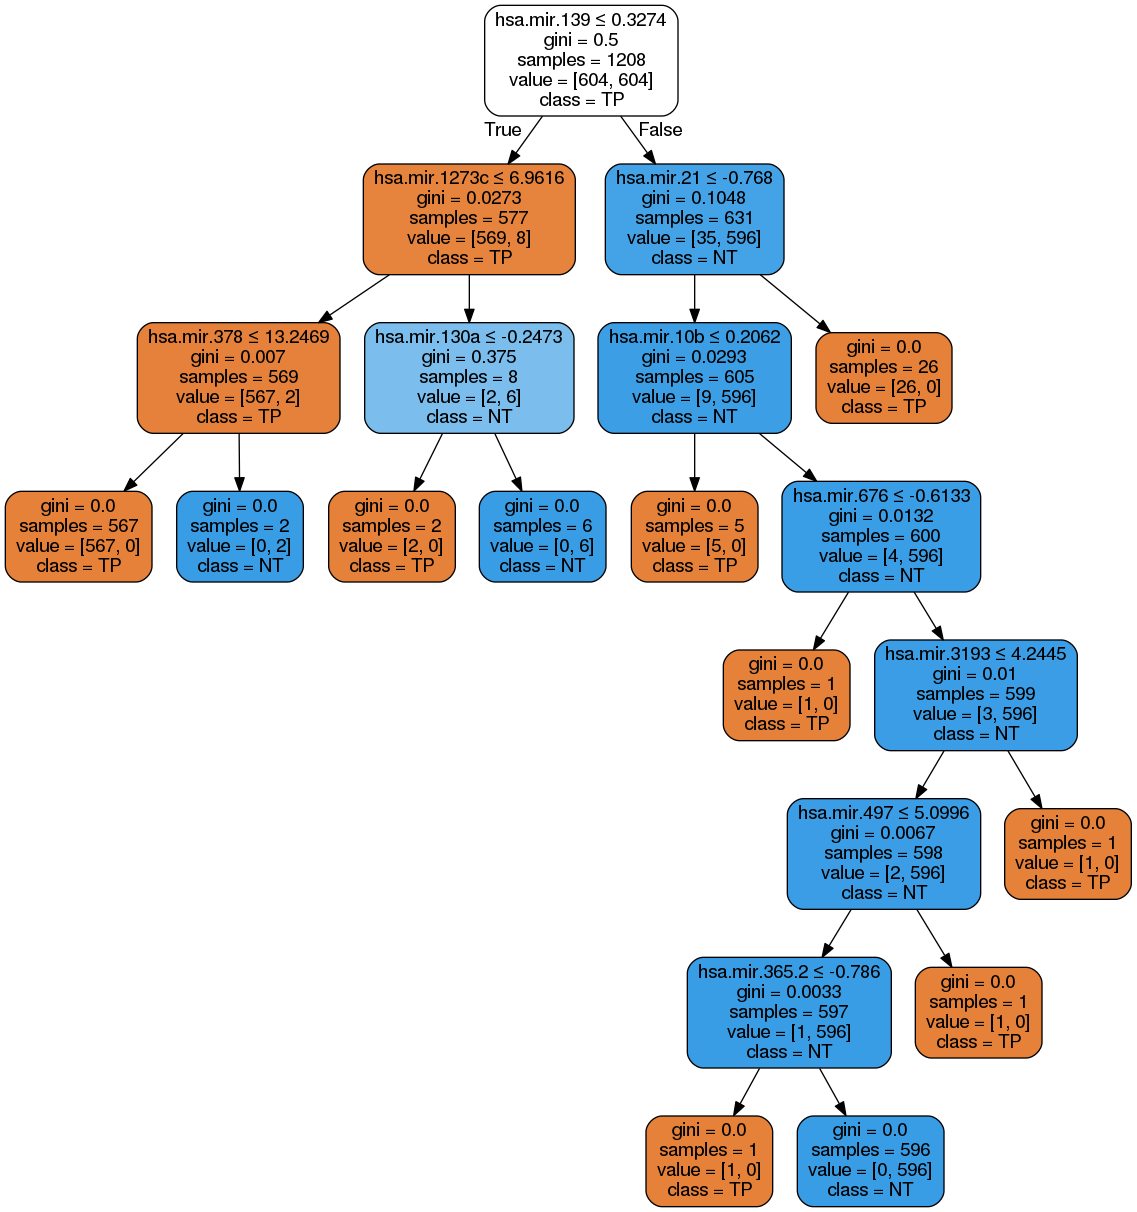 hsa.mir.139 ≤ 0.3274
gini = 0.5
samples = 1208
value = [604, 604]
class = TP
True
False
hsa.mir.1273c ≤ 6.9616
gini = 0.0273
samples = 577
value = [569, 8]
class = TP
hsa.mir.21 ≤ -0.768
gini = 0.1048
samples = 631
value = [35, 596]
class = NT
hsa.mir.378 ≤ 13.2469
gini = 0.007
samples = 569
value = [567, 2]
class = TP
hsa.mir.130a ≤ -0.2473
gini = 0.375
samples = 8
value = [2, 6]
class = NT
hsa.mir.10b ≤ 0.2062
gini = 0.0293
samples = 605
value = [9, 596]
class = NT
gini = 0.0
samples = 26
value = [26, 0]
class = TP
gini = 0.0
samples = 567
value = [567, 0]
class = TP
gini = 0.0
samples = 2
value = [0, 2]
class = NT
gini = 0.0
samples = 2
value = [2, 0]
class = TP
gini = 0.0
samples = 6
value = [0, 6]
class = NT
gini = 0.0
samples = 5
value = [5, 0]
class = TP
hsa.mir.676 ≤ -0.6133
gini = 0.0132
samples = 600
value = [4, 596]
class = NT
gini = 0.0
samples = 1
value = [1, 0]
class = TP
hsa.mir.3193 ≤ 4.2445
gini = 0.01
samples = 599
value = [3, 596]
class = NT
hsa.mir.497 ≤ 5.0996
gini = 0.0067
samples = 598
value = [2, 596]
class = NT
gini = 0.0
samples = 1
value = [1, 0]
class = TP
hsa.mir.365.2 ≤ -0.786
gini = 0.0033
samples = 597
value = [1, 596]
class = NT
gini = 0.0
samples = 1
value = [1, 0]
class = TP
gini = 0.0
samples = 1
value = [1, 0]
class = TP
gini = 0.0
samples = 596
value = [0, 596]
class = NT